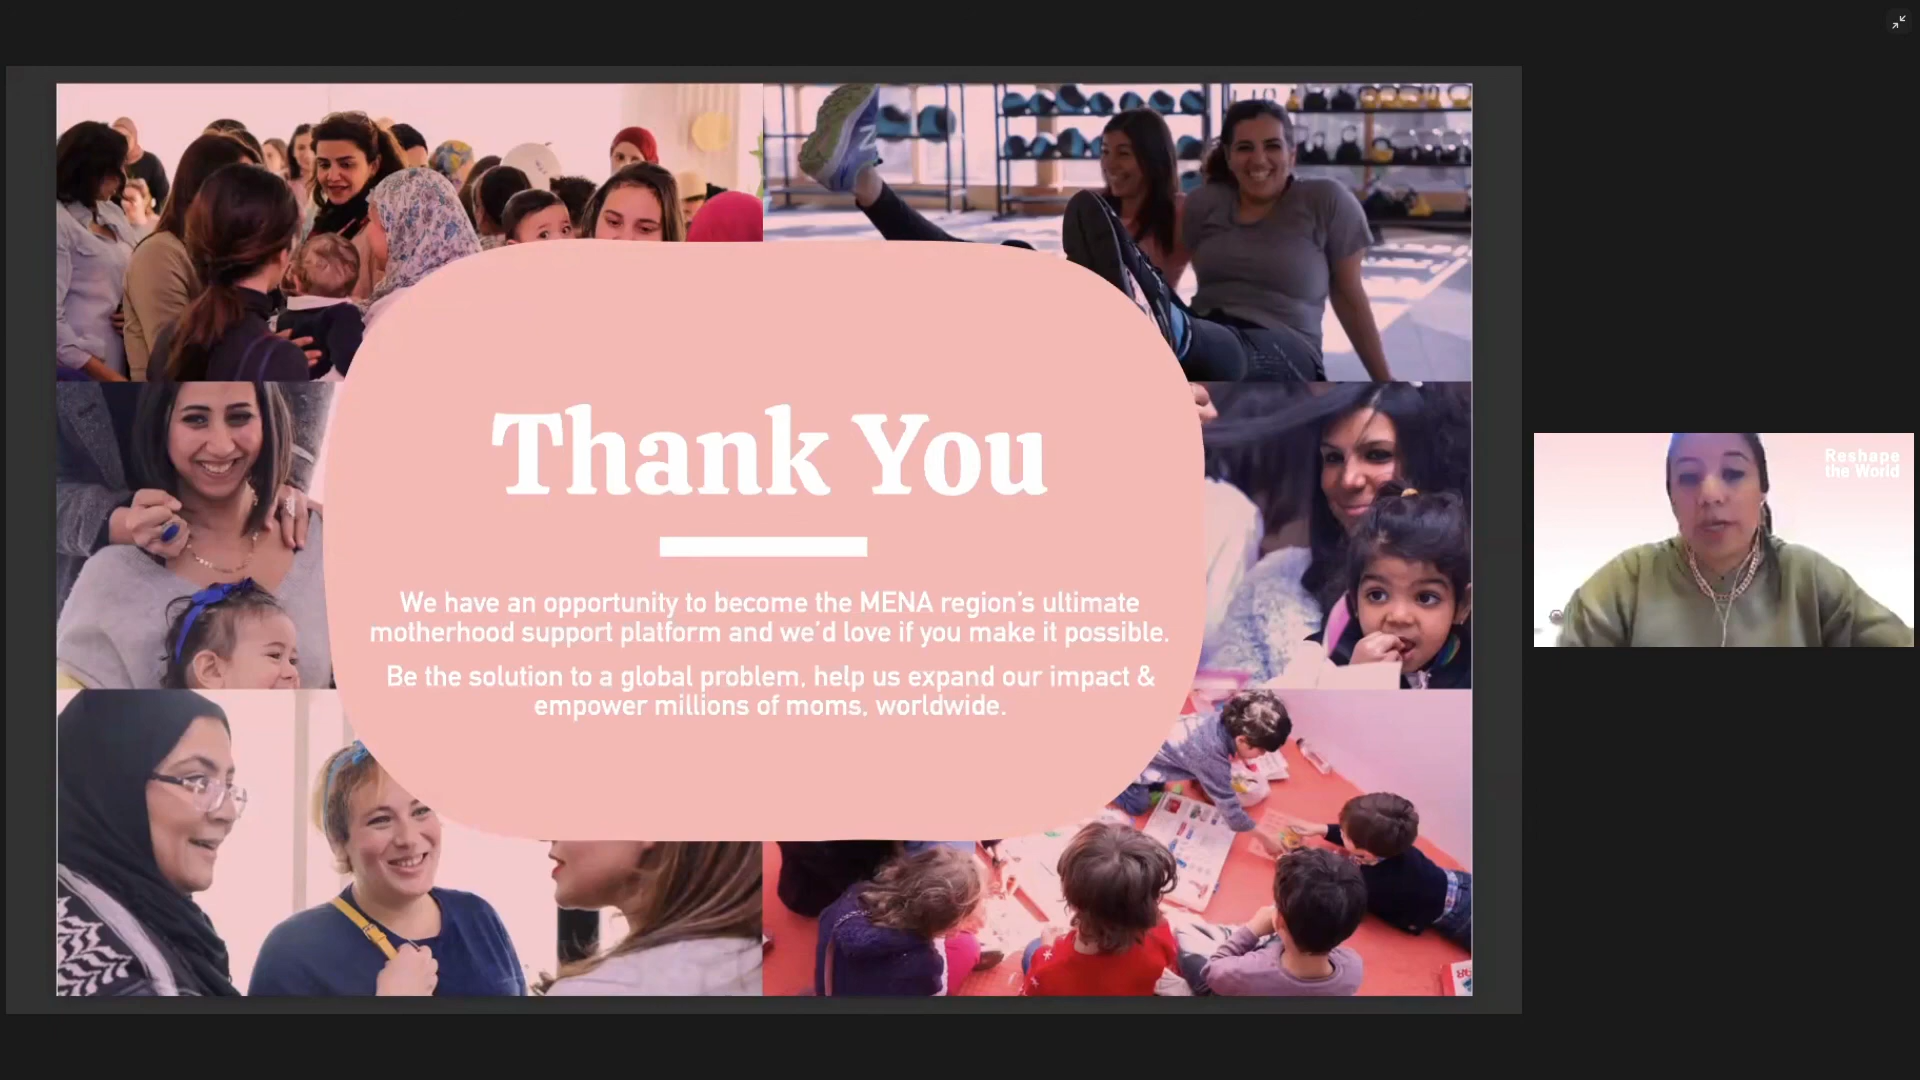 Thank You
We have an opportunity to become the MENA region's ultimate
motherhood support platform and we'd love if you make it possible.
Be the solution to a global problem, help us expand our impact &
empower millions of moms, worldwide.
Reshape
the World